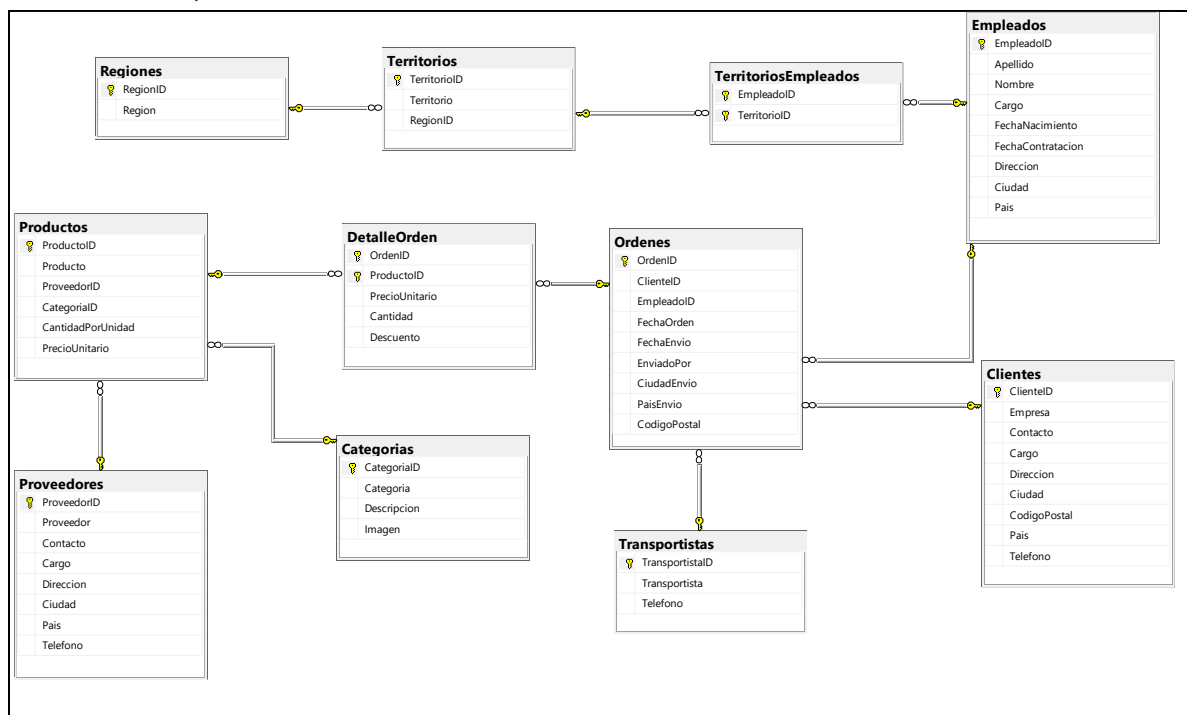 Regiones
RegionID
Region
Territorios
TerritorioID
Territorio
RegionID
TerritoriosEmpleados
EmpleadoID
TerritorioID
Empleados
EmpleadoID
Apellido
Nombre
Cargo
FechaNacimiento
FechaContratacion
Direccion
Ciudad
Pais
Productos
ProductoID
Producto
ProveedorID
CategoriaID
CantidadPorUnidad
PrecioUnitario
DetalleOrden
OrdenID
ProductoID
PrecioUnitario
Cantidad
Descuento
Ordenes
OrdenID
ClienteID
EmpleadoID
FechaOrden
FechaEnvio
EnviadoPor
CiudadEnvio
PaisEnvio
CodigoPostal
Clientes
ClienteID
Empresa
Contacto
Cargo
Direccion
Ciudad
CodigoPostal
Pais
Telefono
Proveedores
ProveedorID
Proveedor
Contacto
Cargo
Direccion
Ciudad
Pais
Telefono
Categorias
CategoriaID
Categoria
Descripcion
Imagen
Transportistas
TransportistaID
Transportista
Telefono